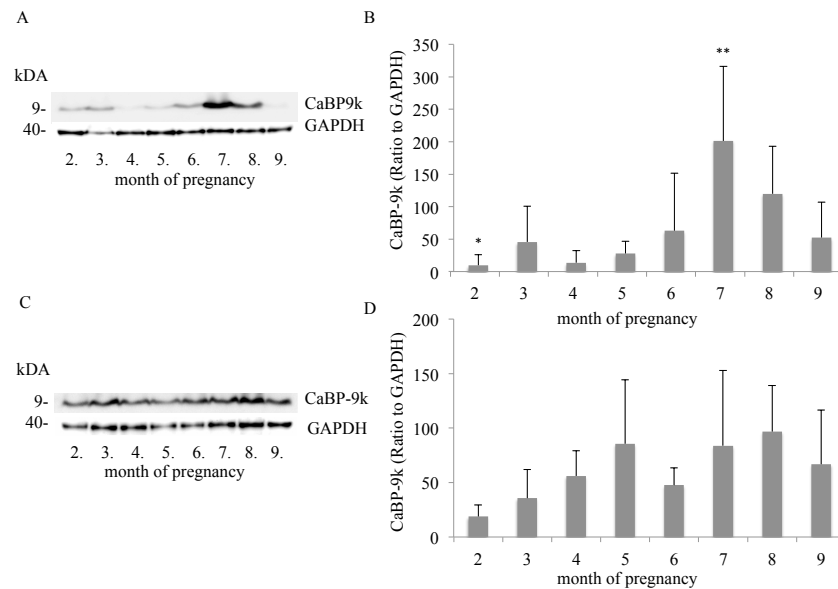 A
kDA
9-
CaBP9k
40-
GAPDH
2. 3. 4. 5. 6. 7. 8. 9.
month of pregnancy
B
CaBP-9k (Ratio to GAPDH)
350
300
250
200
150
100
50
0
*
**
2 3 4 5 6 7 8 9
month of pregnancy
C
kDA
9-
CaBP-9k
40-
GAPDH
2. 3. 4. 5. 6. 7. 8. 9.
month of pregnancy
D
CaBP-9k (Ratio to GAPDH)
200
150
100
50
0
2 3 4 5 6 7 8 9
month of pregnancy